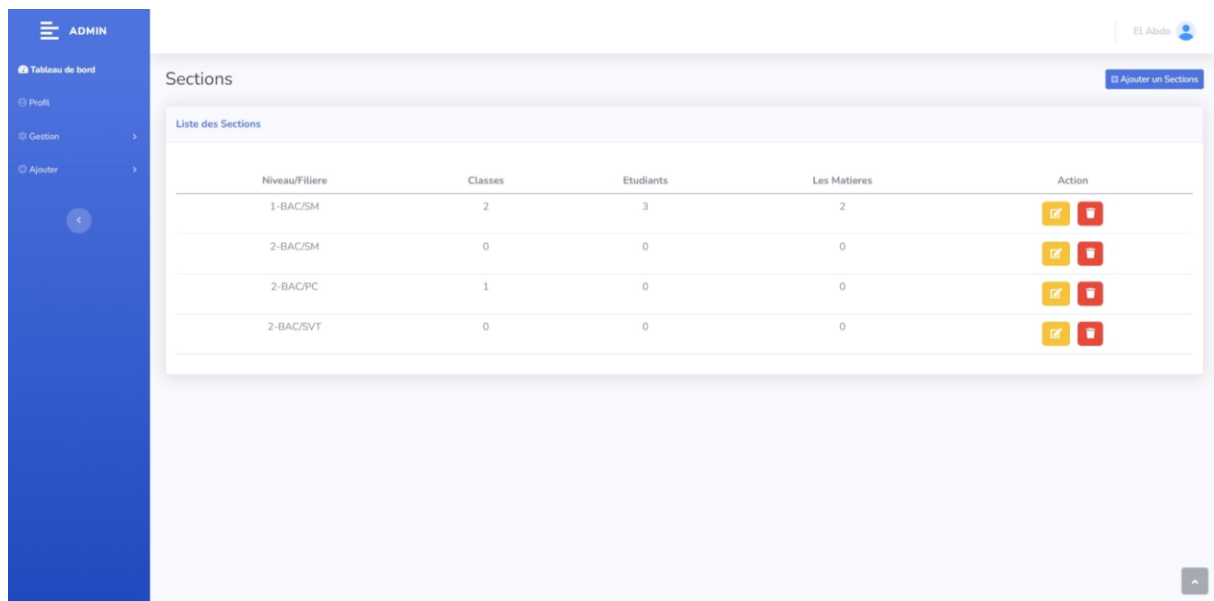 ADMIN
El Abdo
Tableau de bord
Profil
Gestion
Ajouter
Sections
Ajouter un Sections
Liste des Sections
Niveau/Filiere Classes Etudiants Les Matieres Action
1-BAC/SM 2 3 2
2-BAC/SM 0 0 0
2-BAC/PC 1 0 0
2-BAC/SVT 0 0 0